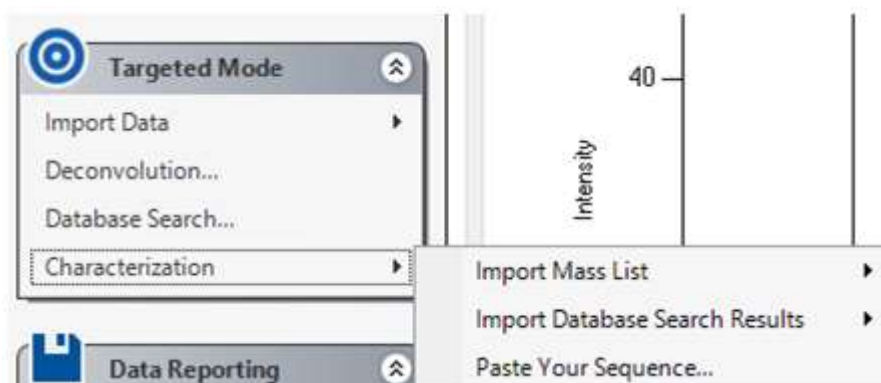 Targeted Mode
Import Data
Deconvolution...
Database Search...
Characterization
Data Reporting
40
Intensity
Import Mass List
Import Database Search Results
Paste Your Sequence...